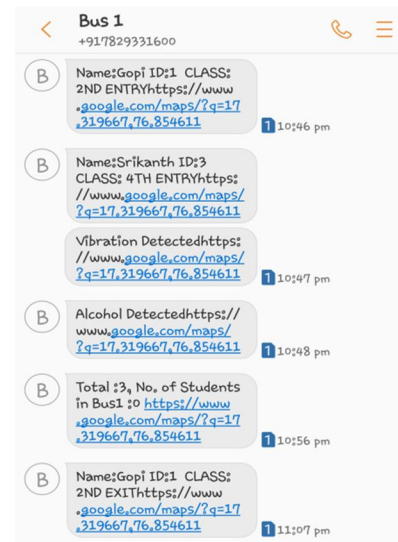 Bus 1
+917829331600
B
Name:Gopi ID:1 CLASS:
2ND ENTRYhttps://www
.google.com/maps/?q=17
.319667,76.854611
1 10:46 pm
B
Name:Srikanth ID:3
CLASS: 4TH ENTRYhttps:
//www.google.com/maps/
?q=17.319667,76.854611
Vibration Detectedhttps:
//www.google.com/maps/
?q=17.319667,76.854611
1 10:47 pm
B
Alcohol Detectedhttps://
www.google.com/maps/
?q=17.319667,76.854611
1 10:48 pm
B
Total :3, No. of Students
in Bus1 :0 https://www
.google.com/maps/?q=17
.319667,76.854611
1 10:56 pm
B
Name:Gopi ID:1 CLASS:
2ND EXIThttps://www
.google.com/maps/?q=17
.319667,76.854611
1 11:07 pm